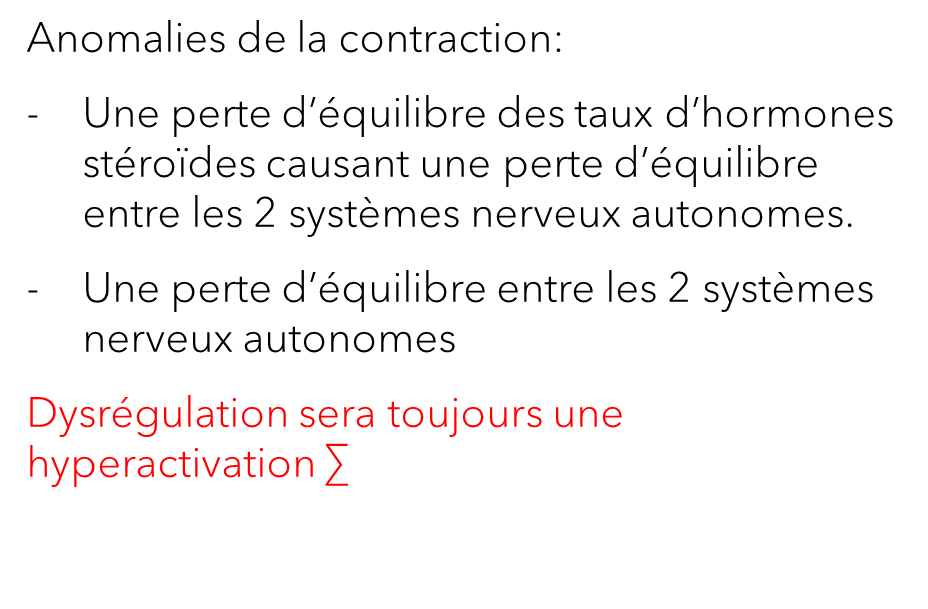 Anomalies de la contraction:
- Une perte d’équilibre des taux d’hormones
stéroïdes causant une perte d’équilibre
entre les 2 systèmes nerveux autonomes.
- Une perte d’équilibre entre les 2 systèmes
nerveux autonomes
Dysrégulation sera toujours une
hyperactivation ∑